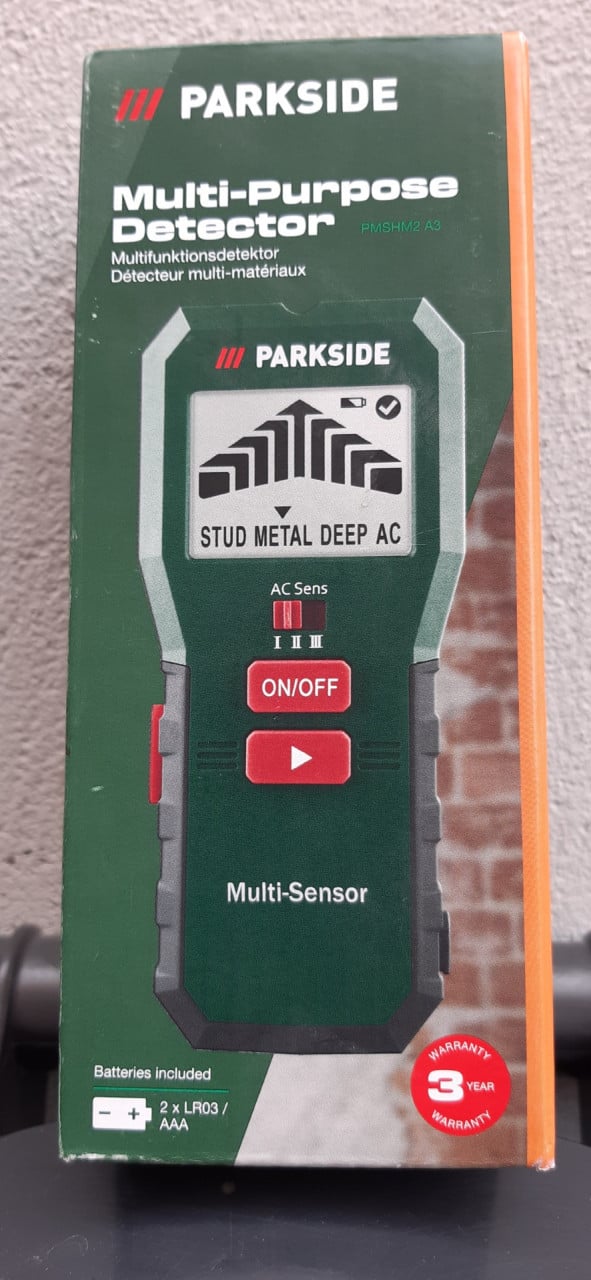 PARKSIDE
Multi-Purpose
Detector PMSHM2 A3
Multifunktionsdetektor
Détecteur multi-matériaux
PARKSIDE
STUD METAL DEEP AC
AC Sens
I II III
ON/OFF
Multi-Sensor
Batteries included
2 x LR03 /
AAA
WARRANTY
3 YEAR
WARRANTY